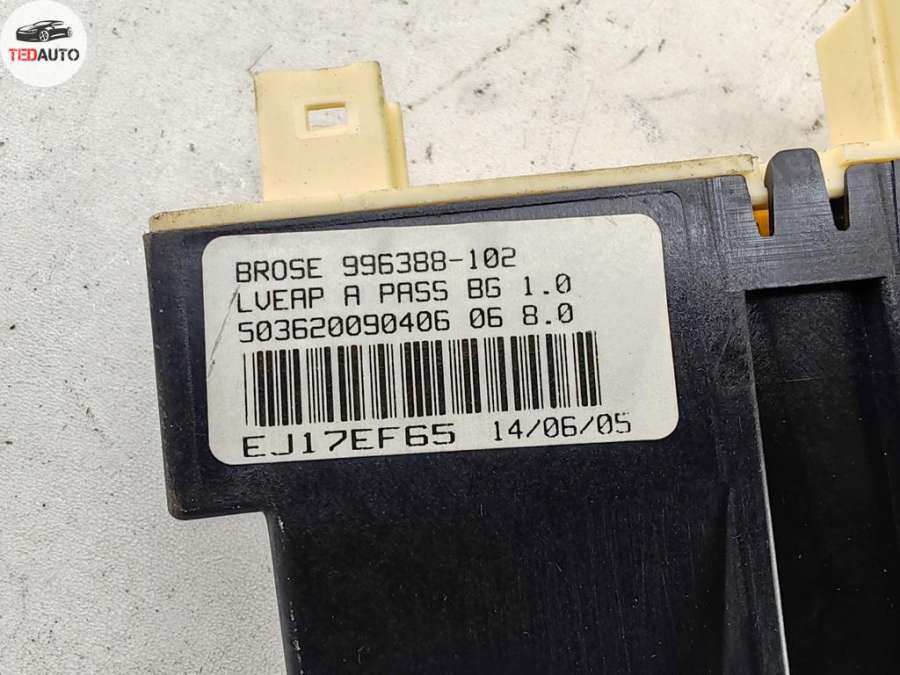 TEDAUTO
BROSE 996388-102
LVEAP A PASS BG 1.0
503620090406 06 8.0
EJ17EF65 14/06/05